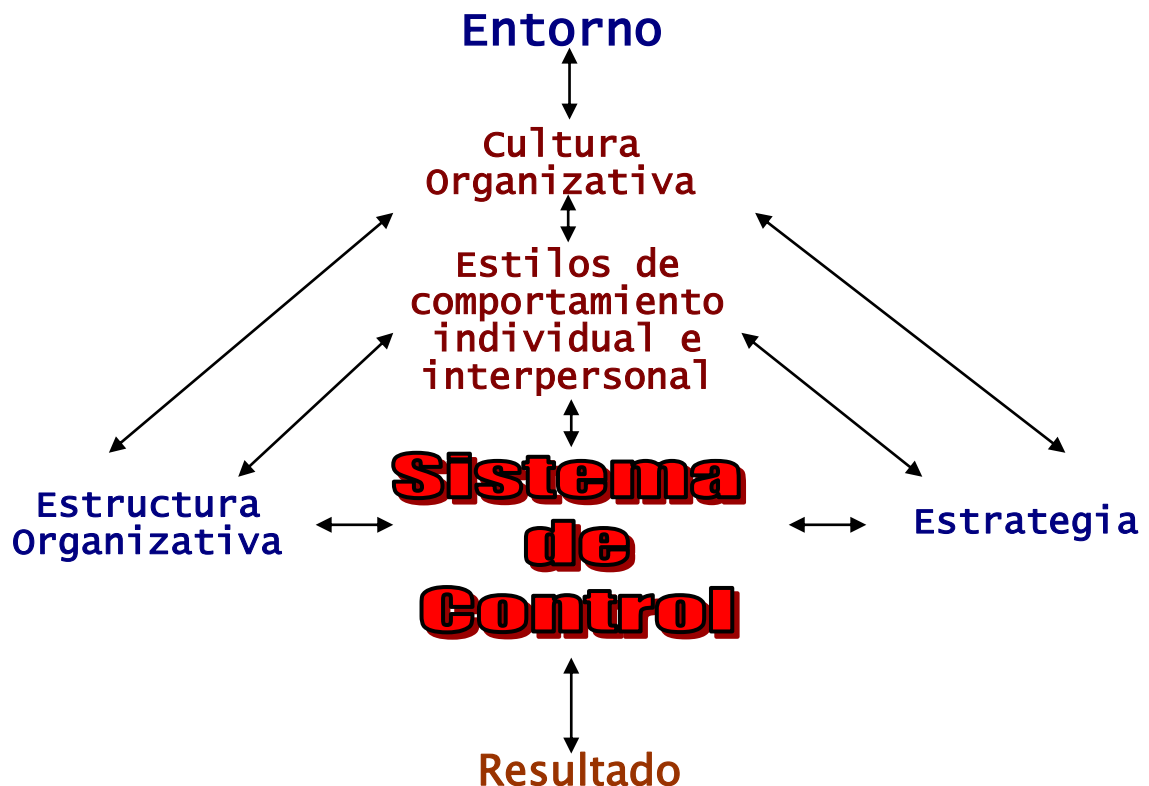 Entorno
Cultura
Organizativa
Estilos de
comportamiento
individual e
interpersonal
Estructura
Organizativa
Sistema
de
Control
Estrategia
Resultado